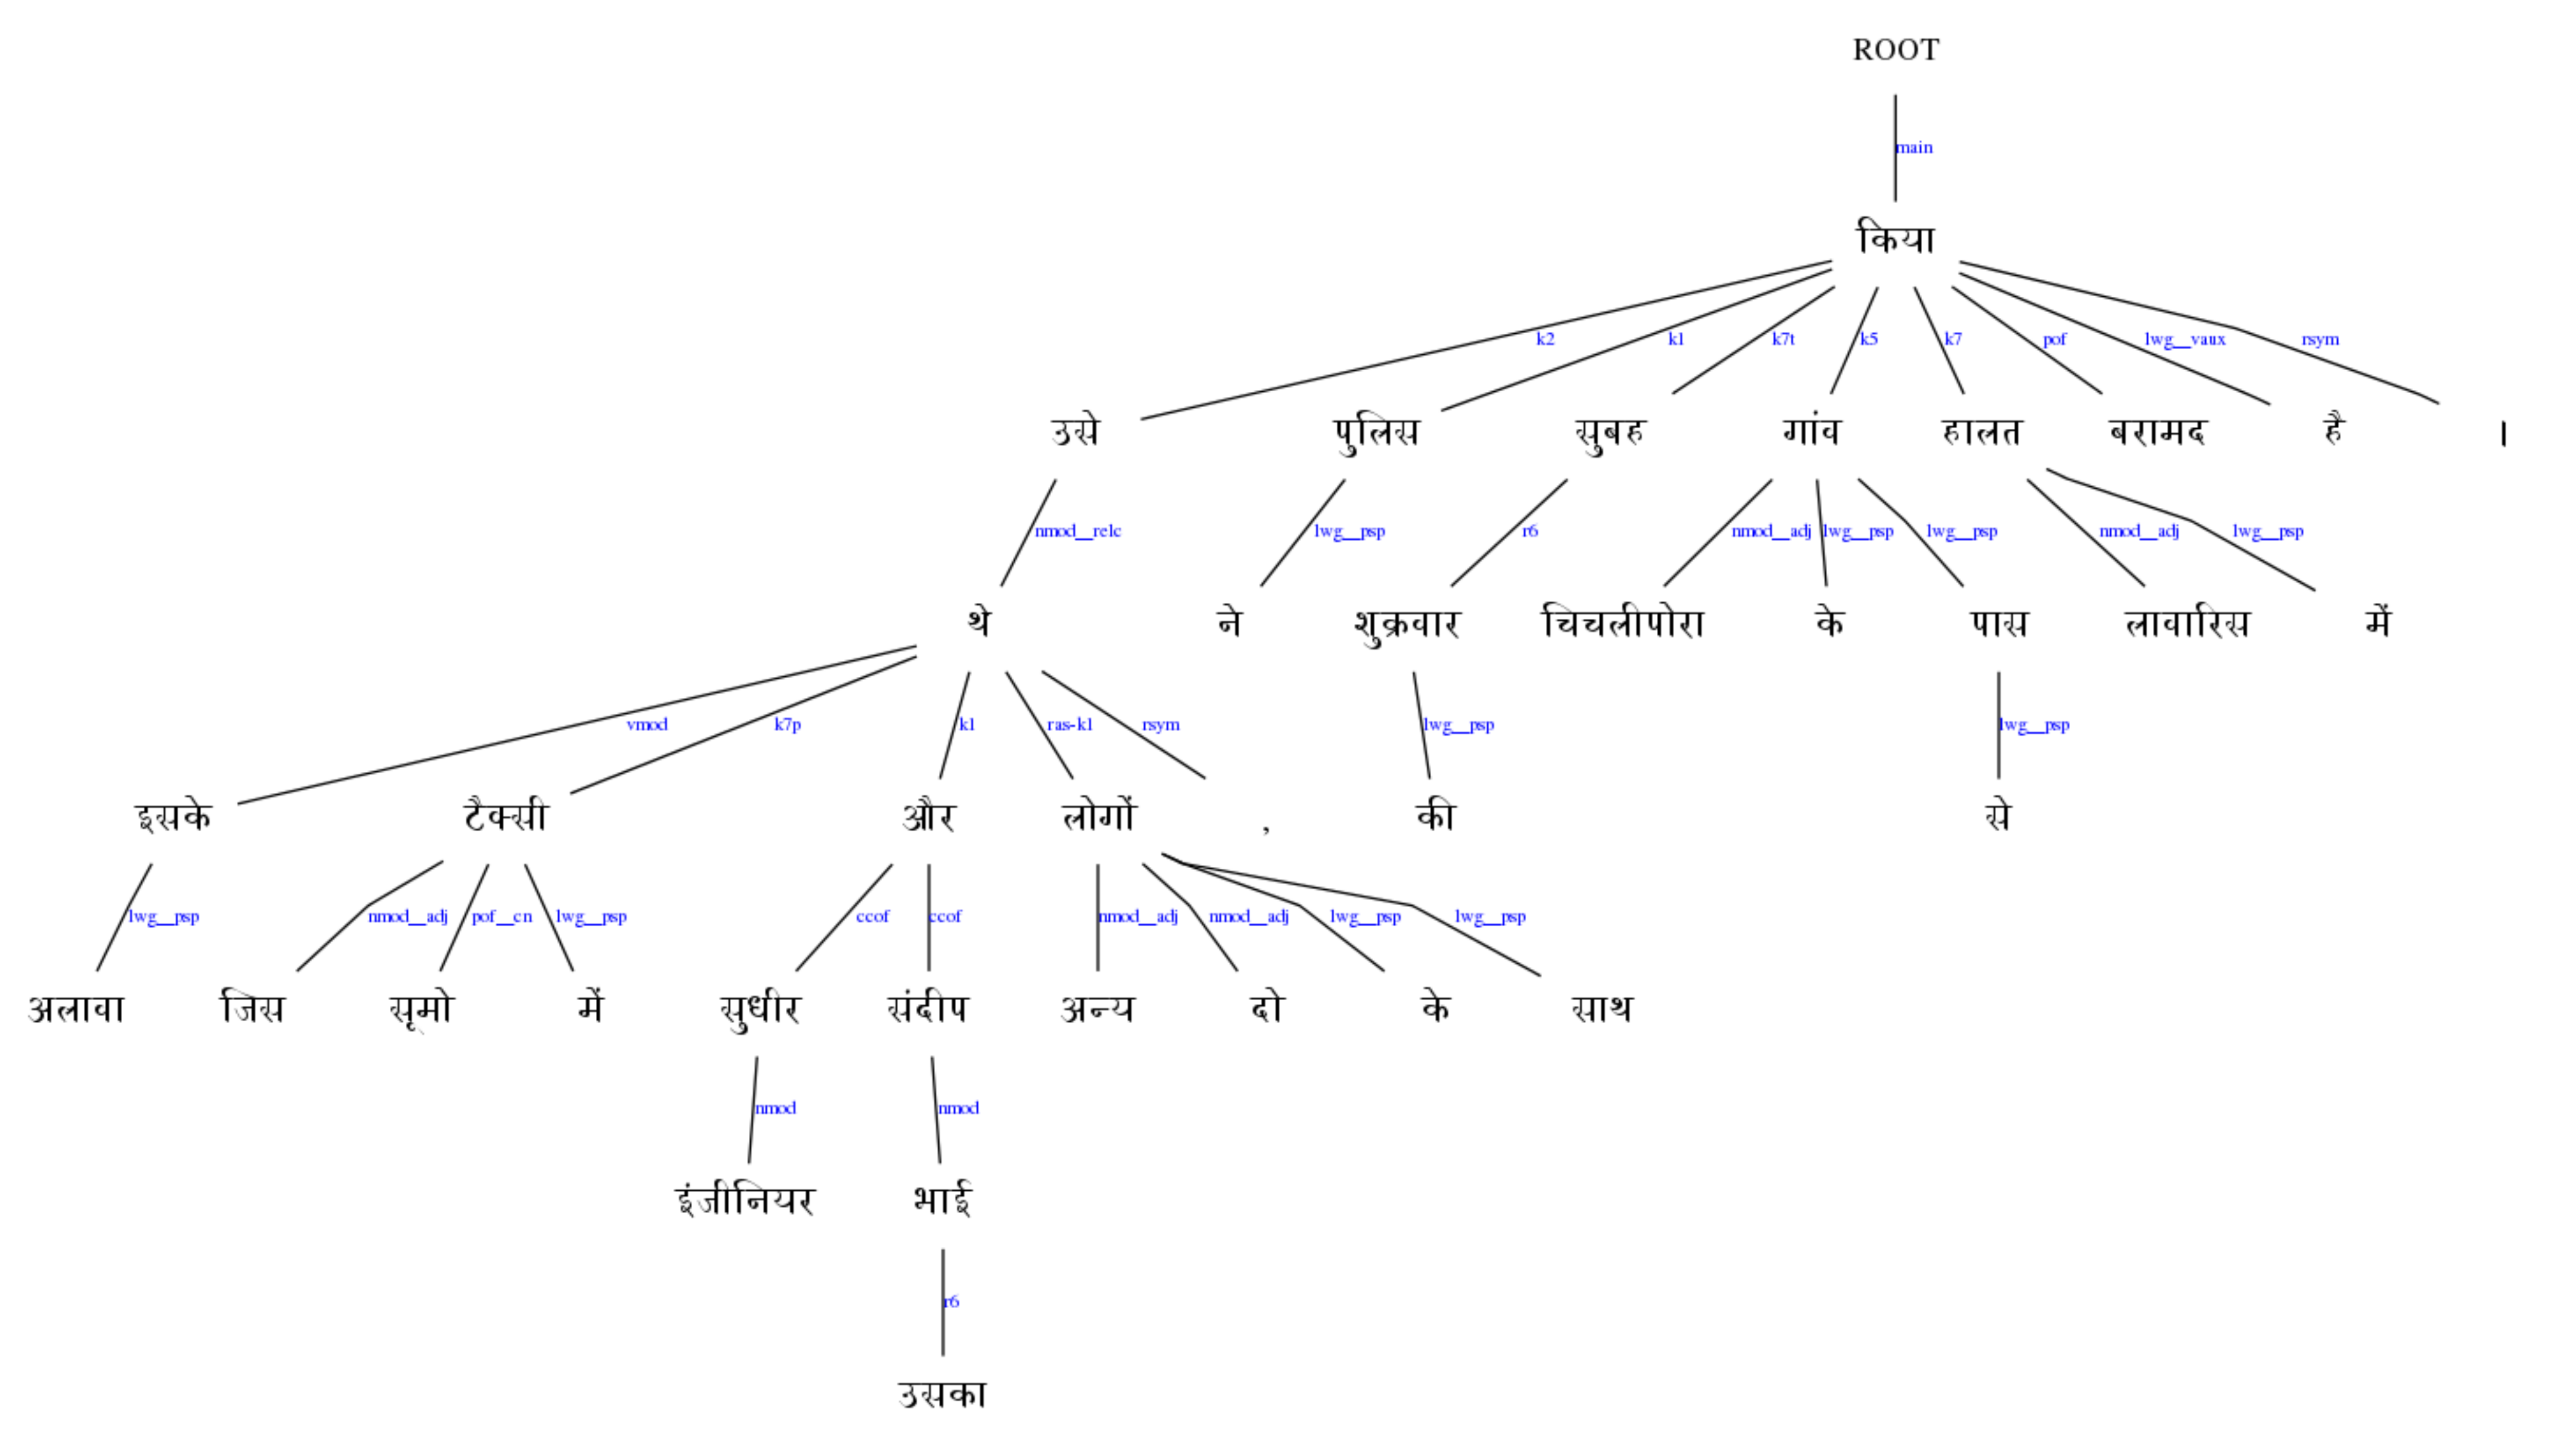 ROOT
main
किया
k2 k1 k7t k5 k7 pof lwg__vaux rsym
उसे पुलिस सुबह गांव हालत बरामद है ।
nmod__relc lwg__psp r6 nmod__adj lwg__psp lwg__psp nmod__adj lwg__psp
थे ने शुक्रवार चिचलीपोरा के पास लावारिस में
vmod k7p k1 ras-k1 rsym lwg__psp lwg__psp
इसके टैक्सी और लोगों , की से
lwg__psp nmod__adj pof__cn lwg__psp ccof ccof nmod__adj nmod__adj lwg__psp lwg__psp
अलावा जिस सूमो में सुधीर संदीप अन्य दो के साथ
nmod nmod
इंजीनियर भाई
r6
उसका